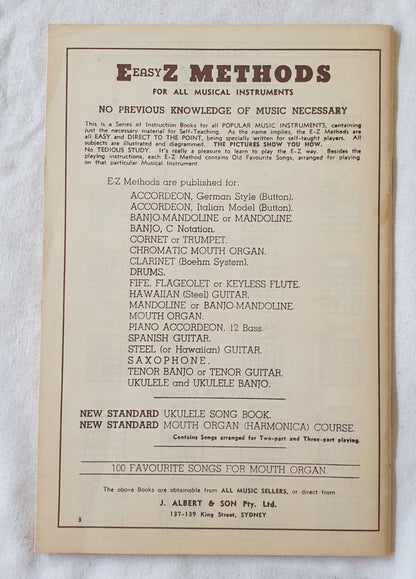 EEASYZ METHODS
FOR ALL MUSICAL INSTRUMENTS
NO PREVIOUS KNOWLEDGE OF MUSIC NECESSARY
This is a Series of Instruction Books for all POPULAR MUSIC INSTRUMENTS, containing
just the necessary material for Self-Teaching. As the name implies, the E-Z Methods are
all EASY and DIRECT TO THE POINT, being specially written for self-taught players. All
subjects are illustrated and diagrammed. THE PICTURES SHOW YOU HOW.
No TEDIOUS STUDY. It's really a pleasure to learn to play the E-Z way. Besides the
playing instructions, each E-Z Method contains Old Favourite Songs, arranged for playing
on that particular Musical Instrument.
E-Z Methods are published for:
ACCORDEON, German Style (Button).
ACCORDEON, Italian Model (Button).
BANJO-MANDOLINE or MANDOLINE.
BANJO, C Notation.
CORNET or TRUMPET.
CHROMATIC MOUTH ORGAN.
CLARINET (Boehm System).
DRUMS.
FIFE, FLAGEOLET or KEYLESS FLUTE.
HAWAIIAN (Steel) GUITAR.
MANDOLINE or BANJO-MANDOLINE.
MOUTH ORGAN.
PIANO ACCORDEON, 12 Bass.
SPANISH GUITAR.
STEEL (or Hawaiian) GUITAR.
SAXOPHONE.
TENOR BANJO or TENOR GUITAR.
UKULELE and UKULELE BANJO.
NEW STANDARD UKULELE SONG BOOK.
NEW STANDARD MOUTH ORGAN (HARMONICA) COURSE.
Contains Songs arranged for Two-part and Three-part playing.
100 FAVOURITE SONGS FOR MOUTH ORGAN.
The above Books are obtainable from ALL MUSIC SELLERS, or direct from
J. ALBERT & SON Pty. Ltd.
137-139 King Street, SYDNEY
3